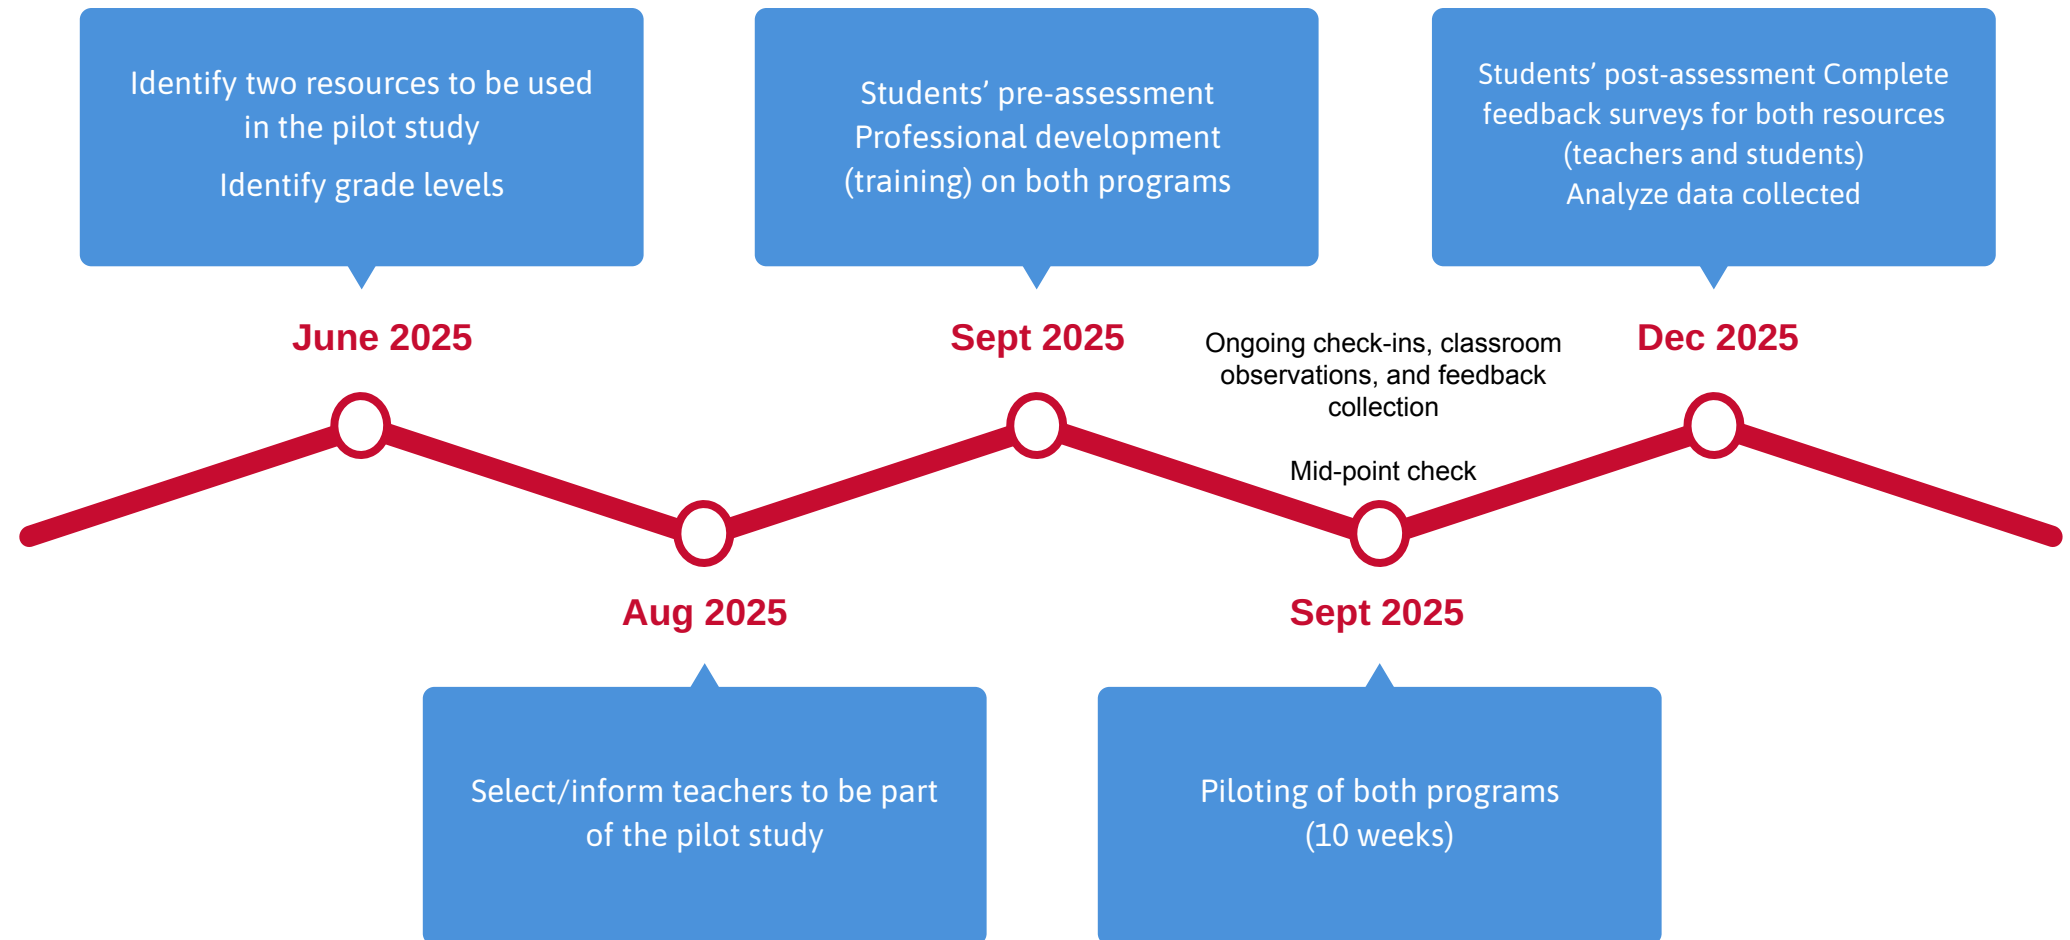 Identify two resources to be used
in the pilot study
Identify grade levels
June 2025
Select/inform teachers to be part
of the pilot study
Aug 2025
Students’ pre-assessment
Professional development
(training) on both programs
Sept 2025
Ongoing check-ins, classroom
observations, and feedback
collection
Mid-point check
Sept 2025
Piloting of both programs
(10 weeks)
Students’ post-assessment Complete
feedback surveys for both resources
(teachers and students)
Analyze data collected
Dec 2025